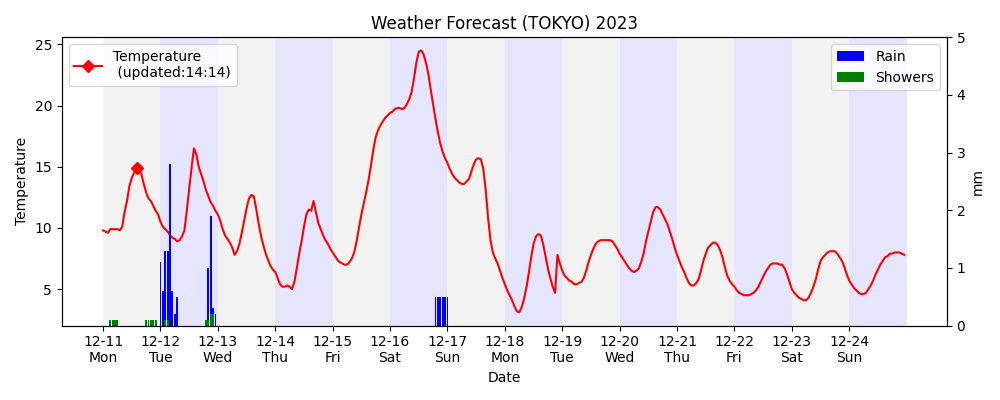 Weather Forecast (TOKYO) 2023
Temperature
(updated:14:14)
Rain
Showers
25
20
15
10
5
Temperature
5
4
3
2
1
0
mm
12-11 12-12 12-13 12-14 12-15 12-16 12-17 12-18 12-19 12-20 12-21 12-22 12-23 12-24
Mon Tue Wed Thu Fri Sat Sun Mon Tue Wed Thu Fri Sat Sun
Date